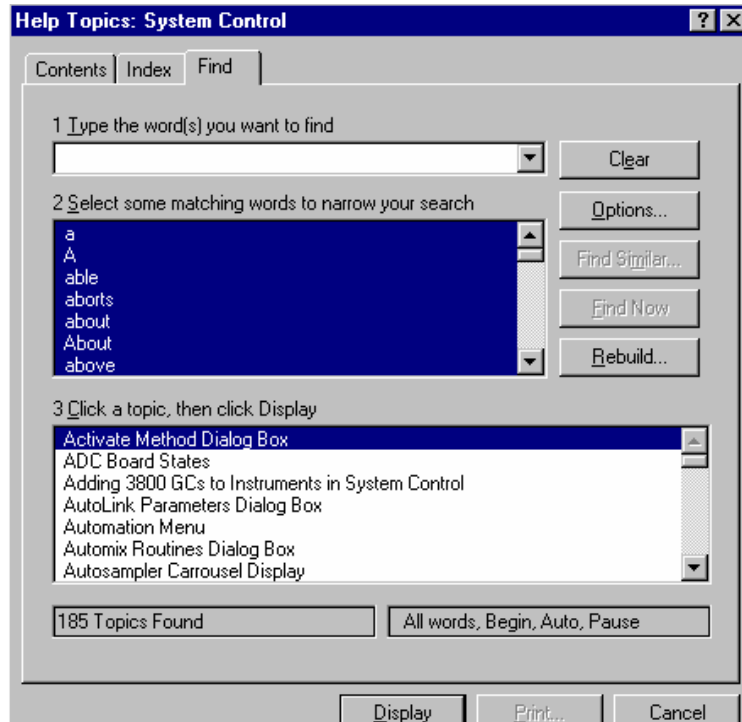 Help Topics: System Control
Contents Index Find
1 Type the word(s) you want to find
Clear
2 Select some matching words to narrow your search
Options...
a
A
able
aborts
about
About
above
Find Similar...
Find Now
Rebuild...
3 Click a topic, then click Display
Activate Method Dialog Box
ADC Board States
Adding 3800 GCs to Instruments in System Control
AutoLink Parameters Dialog Box
Automation Menu
Automix Routines Dialog Box
Autosampler Carrousel Display
185 Topics Found
All words, Begin, Auto, Pause
Display Print... Cancel